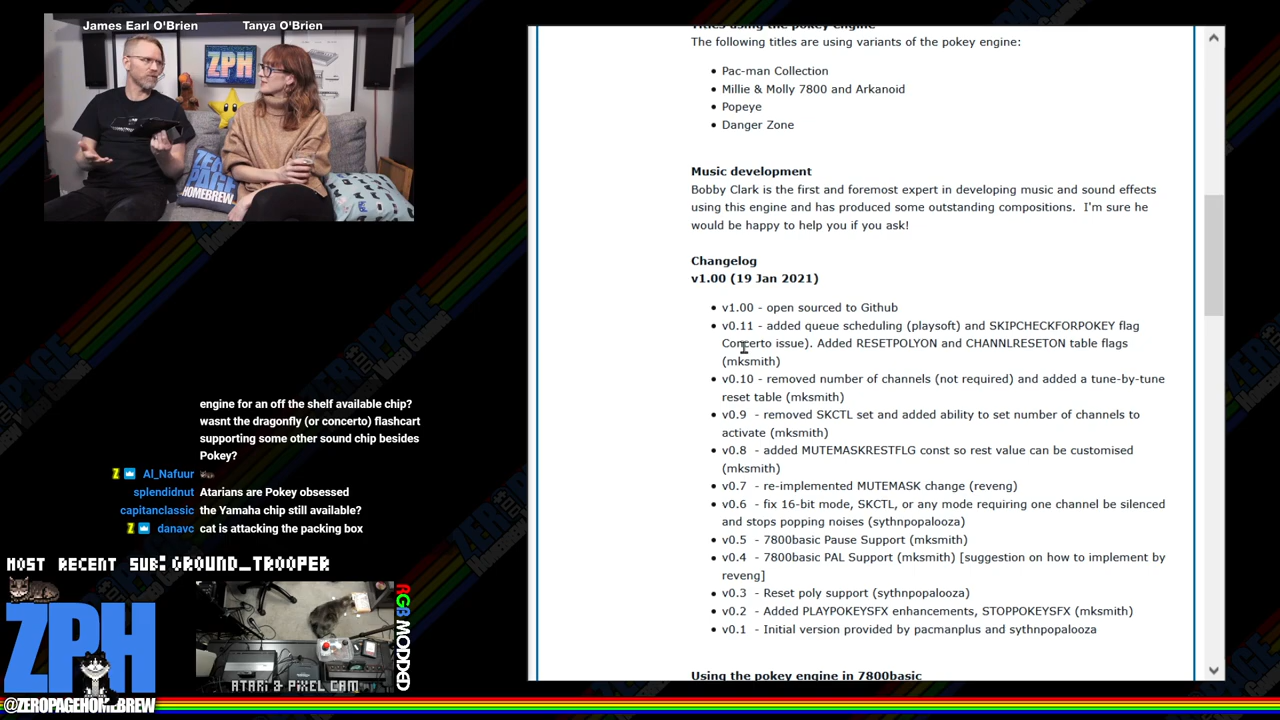 James Earl O'Brien
Tanya O'Brien
ZPH
ZERO
PAGE
HOMEBREW
Titles using the pokey engine
The following titles are using variants of the pokey engine:
• Pac-man Collection
• Millie & Molly 7800 and Arkanoid
• Popeye
• Danger Zone
Music development
Bobby Clark is the first and foremost expert in developing music and sound effects
using this engine and has produced some outstanding compositions. I'm sure he
would be happy to help you if you ask!
Changelog
v1.00 (19 Jan 2021)
• v1.00 - open sourced to Github
• v0.11 - added queue scheduling (playsoft) and SKIPCHECKFORPOKEY flag
Concerto issue). Added RESETPOLYON and CHANNLRESETON table flags
(mksmith)
• v0.10 - removed number of channels (not required) and added a tune-by-tune
reset table (mksmith)
• v0.9 - removed SKCTL set and added ability to set number of channels to
activate (mksmith)
• v0.8 - added MUTEMASKRESTFLG const so rest value can be customised
(mksmith)
• v0.7 - re-implemented MUTEMASK change (reveng)
• v0.6 - fix 16-bit mode, SKCTL, or any mode requiring one channel be silenced
and stops popping noises (sythnpopalooza)
• v0.5 - 7800basic Pause Support (mksmith)
• v0.4 - 7800basic PAL Support (mksmith) [suggestion on how to implement by
reveng]
• v0.3 - Reset poly support (sythnpopalooza)
• v0.2 - Added PLAYPOKEYSFX enhancements, STOPPOKEYSFX (mksmith)
• v0.1 - Initial version provided by pacmanplus and sythnpopalooza
Using the pokey engine in 7800basic
engine for an off the shelf available chip?
wasnt the dragonfly (or concerto) flashcart
supporting some other sound chip besides
Pokey?
Z Al_Nafuur
splendidnut Atarians are Pokey obsessed
capitanclassic the Yamaha chip still available?
Z danavc cat is attacking the packing box
MOST RECENT SUB: GROUND_TROOPER
ZPH
ATARI & PIXEL CAM
RGB MODDED
@ZEROPAGEHOMEBREW